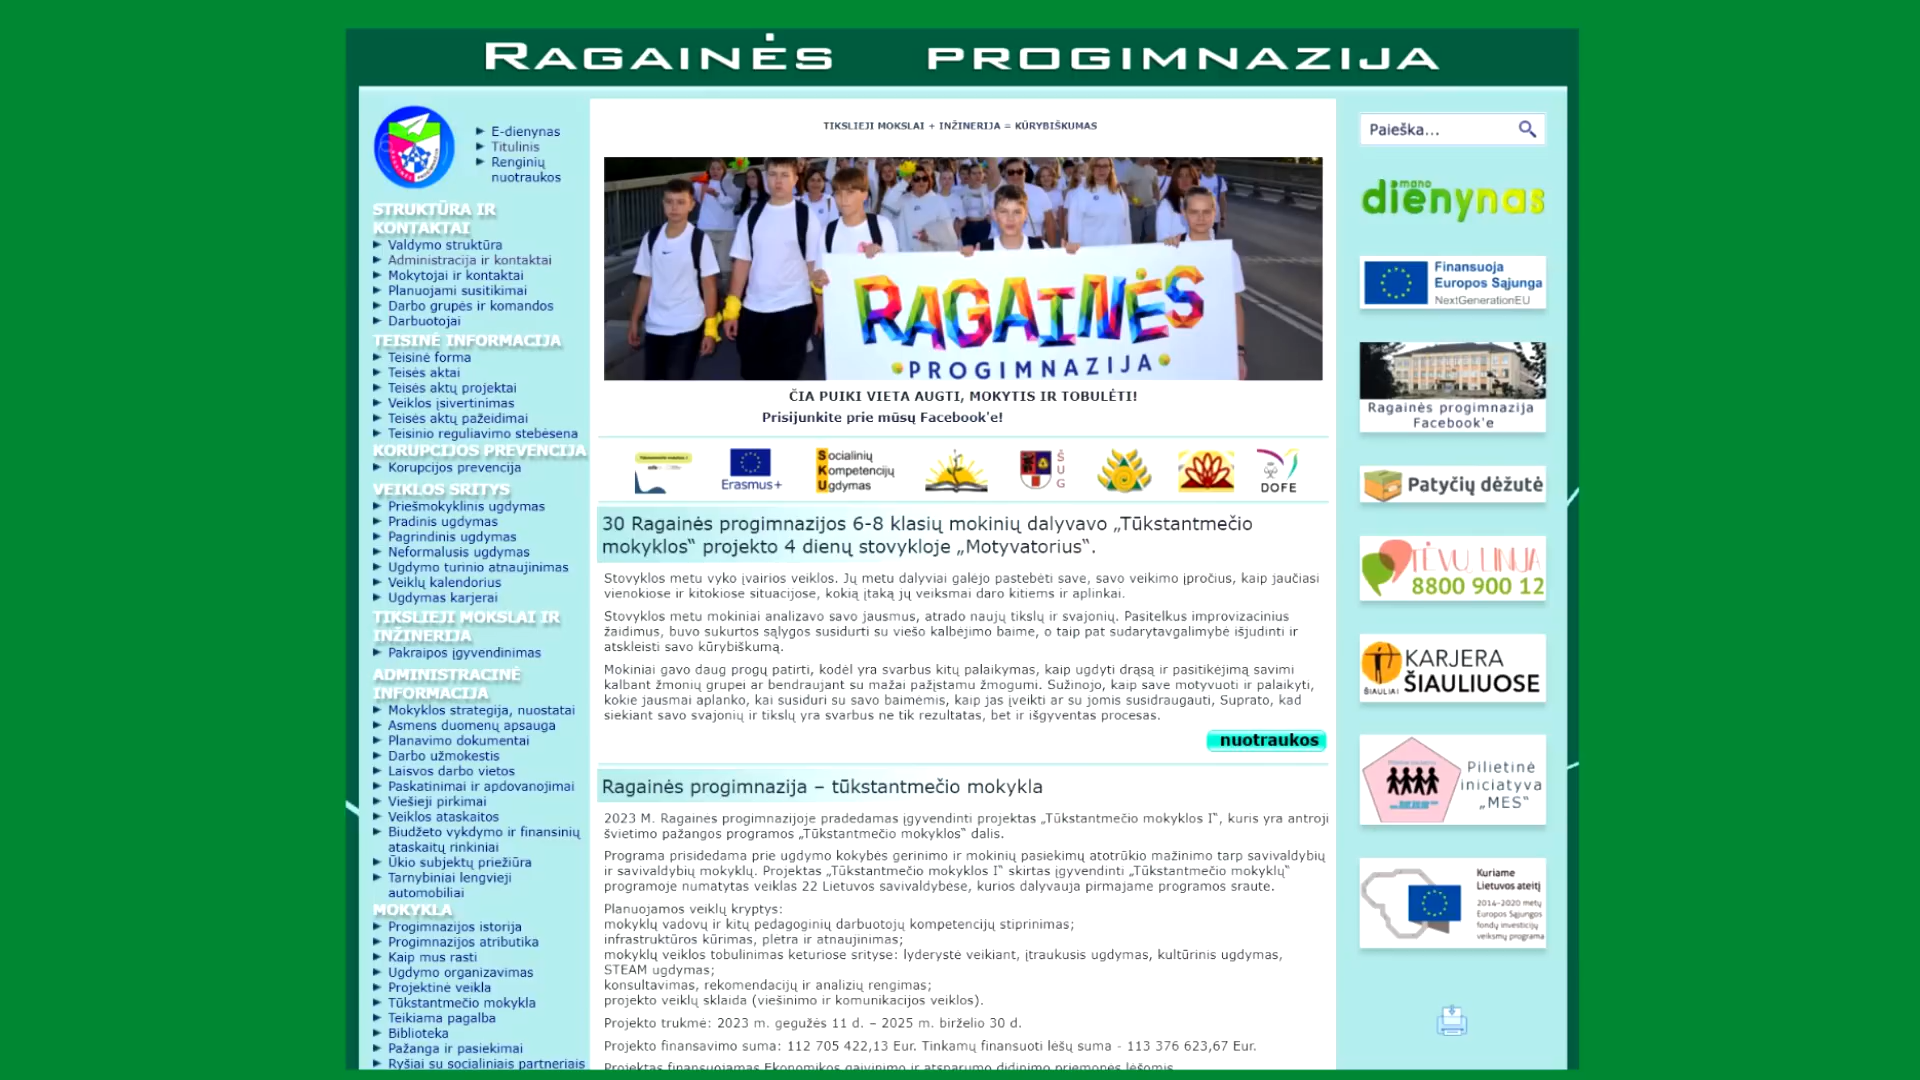 RAGAINĖS PROGIMNAZIJA
E-dienynas
Titulinis
Renginių
nuotraukos
STRUKTŪRA IR
KONTAKTAI
Valdymo struktūra
Administracija ir kontaktai
Mokytojai ir kontaktai
Planuojami susitikimai
Darbo grupės ir komandos
Darbuotojai
TEISINĖ INFORMACIJA
Teisinė forma
Teisės aktai
Teisės aktų projektai
Veiklos įsivertinimas
Teisės aktų pažeidimai
Teisinio reguliavimo stebėsena
KORUPCIJOS PREVENCIJA
Korupcijos prevencija
VEIKLOS SRITYS
Priešmokyklinis ugdymas
Pradinis ugdymas
Pagrindinis ugdymas
Neformalusis ugdymas
Ugdymo turinio atnaujinimas
Veiklų kalendorius
Ugdymas karjerai
TIKSLIEJI MOKSLAI IR
INŽINERIJA
Pakraipos įgyvendinimas
ADMINISTRACINĖ
INFORMACIJA
Mokyklos strategija, nuostatai
Asmens duomenų apsauga
Planavimo dokumentai
Darbo užmokestis
Laisvos darbo vietos
Paskatinimai ir apdovanojimai
Viešieji pirkimai
Veiklos ataskaitos
Biudžeto vykdymo ir finansinių
ataskaitų rinkiniai
Ūkio subjektų priežiūra
Tarnybiniai lengvieji
automobiliai
MOKYKLA
Progimnazijos istorija
Progimnazijos atributika
Kaip mus rasti
Ugdymo organizavimas
Projektinė veikla
Tūkstantmečio mokykla
Teikiama pagalba
Biblioteka
Pažanga ir pasiekimai
Ryšiai su socialiniais partneriais
TIKSLIEJI MOKSLAI + INŽINERIJA = KŪRYBIŠKUMAS
RAGAINĖS
PROGIMNAZIJA
ČIA PUIKI VIETA AUGTI, MOKYTIS IR TOBULĖTI!
Prisijunkite prie mūsų Facebook'e!
Erasmus+
Socialinių
Kompetencijų
Ugdymas
S
K
U
Š
U
G
DOFE
30 Ragainės progimnazijos 6-8 klasių mokinių dalyvavo „Tūkstantmečio
mokyklos“ projekto 4 dienų stovykloje „Motyvatorius“.
Stovyklos metu vyko įvairios veiklos. Jų metu dalyviai galėjo pastebėti save, savo veikimo įpročius, kaip jaučiasi
vienokiose ir kitokiose situacijose, kokią įtaką jų veiksmai daro kitiems ir aplinkai.
Stovyklos metu mokiniai analizavo savo jausmus, atrado naujų tikslų ir svajonių. Pasitelkus improvizacinius
žaidimus, buvo sukurtos sąlygos susidurti su viešo kalbėjimo baime, o taip pat sudarytavgalimybė išjudinti ir
atskleisti savo kūrybiškumą.
Mokiniai gavo daug progų patirti, kodėl yra svarbus kitų palaikymas, kaip ugdyti drąsą ir pasitikėjimą savimi
kalbant žmonių grupei ar bendraujant su mažai pažįstamu žmogumi. Sužinojo, kaip save motyvuoti ir palaikyti,
kokie jausmai aplanko, kai susiduri su savo baimėmis, kaip jas įveikti ar su jomis susidraugauti, Suprato, kad
siekiant savo svajonių ir tikslų yra svarbus ne tik rezultatas, bet ir išgyventas procesas.
nuotraukos
Ragainės progimnazija – tūkstantmečio mokykla
2023 M. Ragainės progimnazijoje pradedamas įgyvendinti projektas „Tūkstantmečio mokyklos I“, kuris yra antroji
švietimo pažangos programos „Tūkstantmečio mokyklos“ dalis.
Programa prisidedama prie ugdymo kokybės gerinimo ir mokinių pasiekimų atotrūkio mažinimo tarp savivaldybių
ir savivaldybių mokyklų. Projektas „Tūkstantmečio mokyklos I“ skirtas įgyvendinti „Tūkstantmečio mokyklų“
programoje numatytas veiklas 22 Lietuvos savivaldybėse, kurios dalyvauja pirmajame programos sraute.
Planuojamos veiklų kryptys:
mokyklų vadovų ir kitų pedagoginių darbuotojų kompetencijų stiprinimas;
infrastruktūros kūrimas, plėtra ir atnaujinimas;
mokyklų veiklos tobulinimas keturiose srityse: lyderystė veikiant, įtraukusis ugdymas, kultūrinis ugdymas,
STEAM ugdymas;
konsultavimas, rekomendacijų ir analizių rengimas;
projekto veiklų sklaida (viešinimo ir komunikacijos veiklos).
Projekto trukmė: 2023 m. gegužės 11 d. – 2025 m. birželio 30 d.
Projekto finansavimo suma: 112 705 422,13 Eur. Tinkamų finansuoti lėšų suma - 113 376 623,67 Eur.
Projektas finansuojamas Ekonomikos gaivinimo ir atsparumo didinimo priemonės lėšomis
Paieška...
mano
dienynas
Finansuoja
Europos Sąjunga
NextGenerationEU
Ragainės progimnazija
Facebook'e
Patyčių dėžutė
TĖVŲ LINIJA
8800 900 12
KARJERA
ŠIAULIAI ŠIAULIUOSE
Pilietinė
iniciatyva
„MES“
Kuriame
Lietuvos ateitį
2014–2020 metų
Europos Sąjungos
fondų investicijų
veiksmų programa